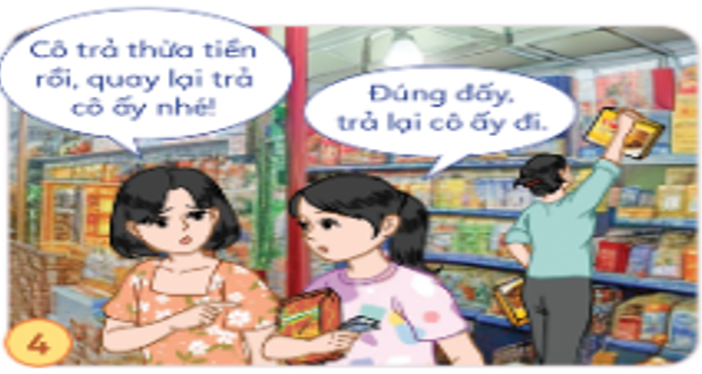 Cô trả thừa tiền
rồi, quay lại trả
cô ấy nhé!
Đúng đấy,
trả lại cô ấy đi.
4